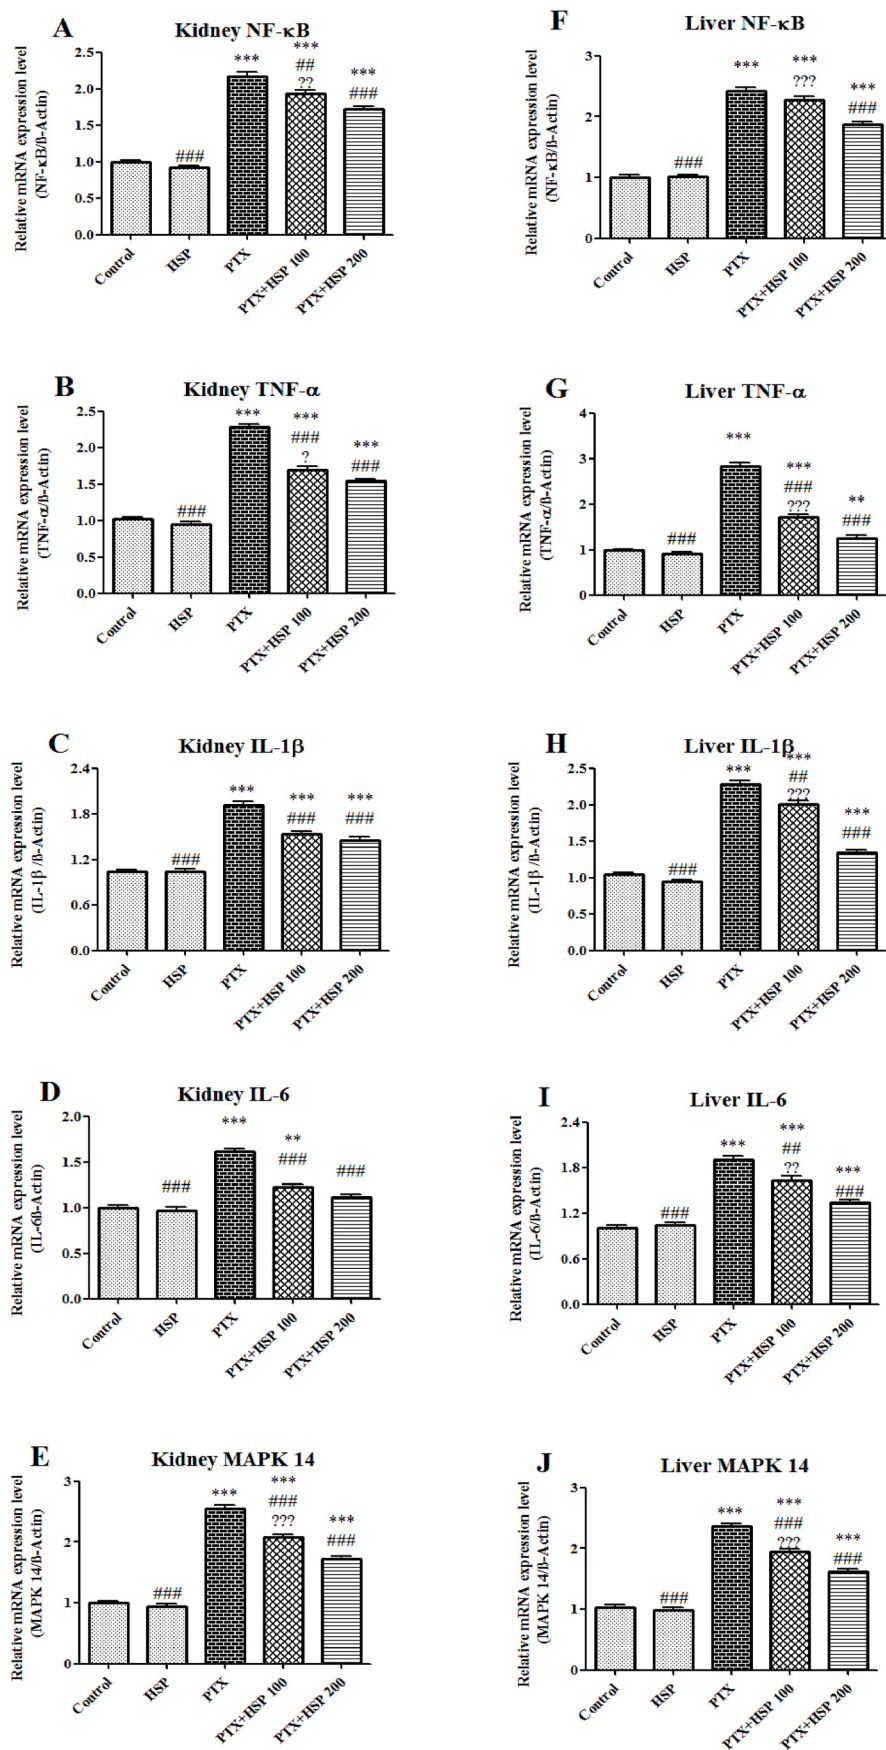 A
Kidney NF-κB
Relative mRNA expression level
(NF-κB/ß-Actin)
2.5
2.0
1.5
1.0
0.5
0.0
###
***
***
##
??
***
###
Control
HSP
PTX
PTX+HSP 100
PTX+HSP 200
F
Liver NF-κB
Relative mRNA expression level
(NF-κB/ß-Actin)
3
2
1
0
###
***
***
???
***
###
Control
HSP
PTX
PTX+HSP 100
PTX+HSP 200
B
Kidney TNF-α
Relative mRNA expression level
(TNF-α/ß-Actin)
2.5
2.0
1.5
1.0
0.5
0.0
###
***
***
###
?
***
###
Control
HSP
PTX
PTX+HSP 100
PTX+HSP 200
G
Liver TNF-α
Relative mRNA expression level
(TNF-α/ß-Actin)
4
3
2
1
0
###
***
***
###
???
**
###
Control
HSP
PTX
PTX+HSP 100
PTX+HSP 200
C
Kidney IL-1β
Relative mRNA expression level
(IL-1β /ß-Actin)
2.4
1.8
1.2
0.6
0.0
###
***
***
###
***
###
Control
HSP
PTX
PTX+HSP 100
PTX+HSP 200
H
Liver IL-1β
Relative mRNA expression level
(IL-1β /ß-Actin)
2.5
2.0
1.5
1.0
0.5
0.0
###
***
***
##
???
***
###
Control
HSP
PTX
PTX+HSP 100
PTX+HSP 200
D
Kidney IL-6
Relative mRNA expression level
(IL-6ß-Actin)
2.0
1.5
1.0
0.5
0.0
###
***
**
###
###
Control
HSP
PTX
PTX+HSP 100
PTX+HSP 200
I
Liver IL-6
Relative mRNA expression level
(IL-6/ß-Actin)
2.4
1.8
1.2
0.6
0.0
###
***
***
##
??
***
###
Control
HSP
PTX
PTX+HSP 100
PTX+HSP 200
E
Kidney MAPK 14
Relative mRNA expression level
(MAPK 14/ß-Actin)
3
2
1
0
###
***
***
###
???
***
###
Control
HSP
PTX
PTX+HSP 100
PTX+HSP 200
J
Liver MAPK 14
Relative mRNA expression level
(MAPK 14/ß-Actin)
3
2
1
0
###
***
***
###
???
***
###
Control
HSP
PTX
PTX+HSP 100
PTX+HSP 200